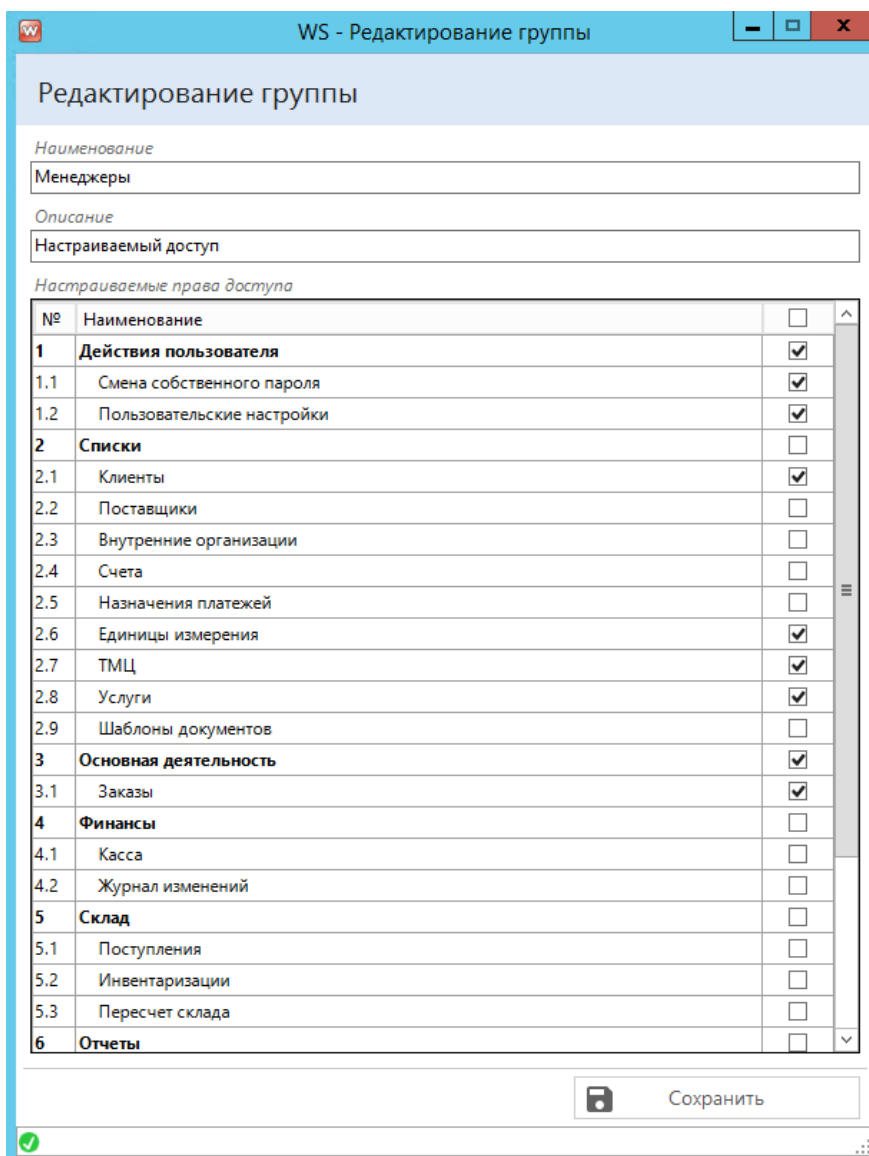 WS - Редактирование группы
Редактирование группы
Наименование
Менеджеры
Описание
Настраиваемый доступ
Настраиваемые права доступа
№ Наименование
1 Действия пользователя
1.1 Смена собственного пароля
1.2 Пользовательские настройки
2 Списки
2.1 Клиенты
2.2 Поставщики
2.3 Внутренние организации
2.4 Счета
2.5 Назначения платежей
2.6 Единицы измерения
2.7 ТМЦ
2.8 Услуги
2.9 Шаблоны документов
3 Основная деятельность
3.1 Заказы
4 Финансы
4.1 Касса
4.2 Журнал изменений
5 Склад
5.1 Поступления
5.2 Инвентаризации
5.3 Пересчет склада
6 Отчеты
Сохранить